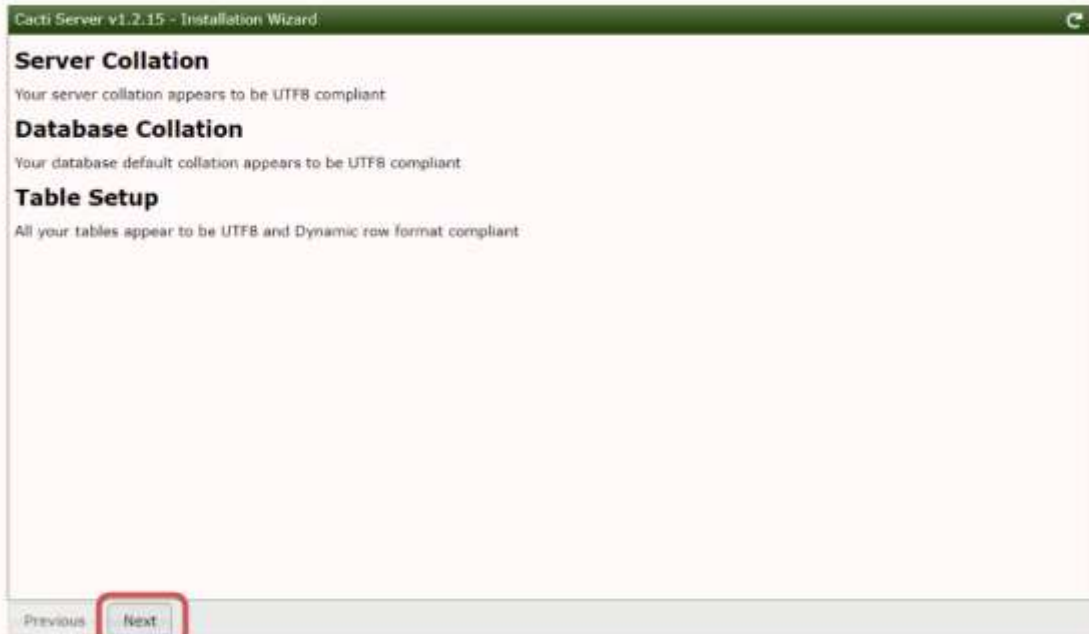 Cacti Server v1.2.15 - Installation Wizard
Server Collation
Your server collation appears to be UTF8 compliant
Database Collation
Your database default collation appears to be UTF8 compliant
Table Setup
All your tables appear to be UTF8 and Dynamic row format compliant
Previous Next